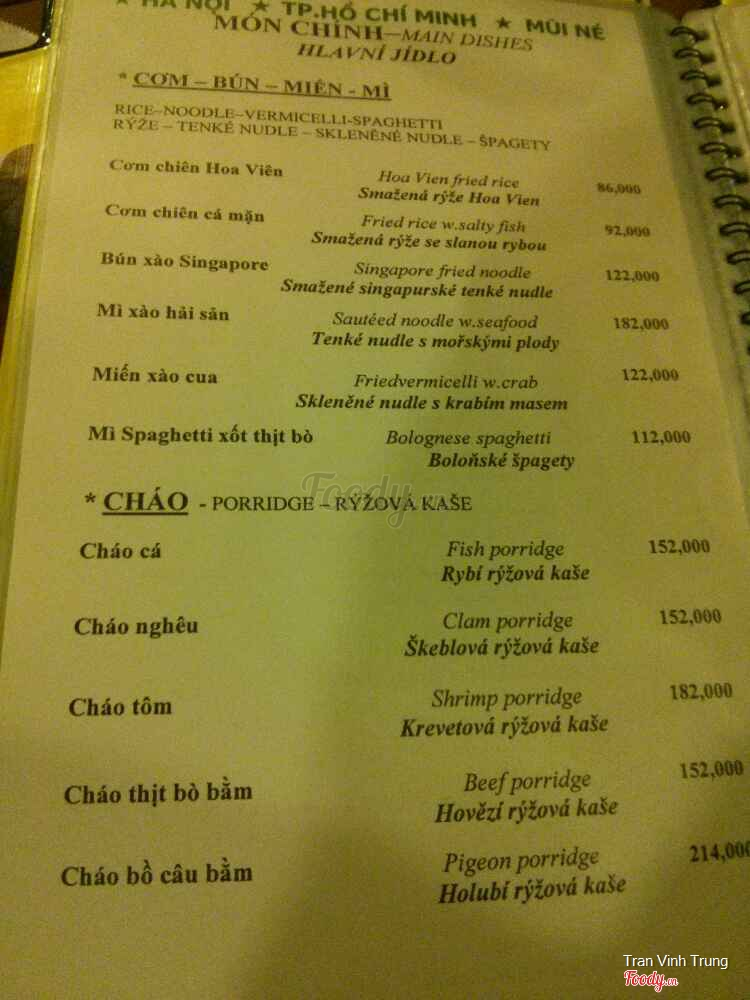 ★ HÀ NỘI ★ TP.HỒ CHÍ MINH ★ MŨI NÉ
MÓN CHÍNH–MAIN DISHES
HLAVNÍ JÍDLO
* CƠM – BÚN – MIẾN - MÌ
RICE–NOODLE–VERMICELLI-SPAGHETTI
RÝŽE – TENKÉ NUDLE – SKLENĚNÉ NUDLE – ŠPAGETY
Cơm chiên Hoa Viên Hoa Vien fried rice 86,000
Smažená rýže Hoa Vien
Cơm chiên cá mặn Fried rice w.salty fish 92,000
Smažená rýže se slanou rybou
Bún xào Singapore Singapore fried noodle 122,000
Smažené singapurské tenké nudle
Mì xào hải sản Sautéed noodle w.seafood 182,000
Tenké nudle s mořskými plody
Miến xào cua Friedvermicelli w.crab 122,000
Skleněné nudle s krabím masem
Mì Spaghetti xốt thịt bò Bolognese spaghetti 112,000
Boloňské špagety
* CHÁO - PORRIDGE – RÝŽOVÁ KAŠE
Cháo cá Fish porridge 152,000
Rybí rýžová kaše
Cháo nghêu Clam porridge 152,000
Škeblová rýžová kaše
Cháo tôm Shrimp porridge 182,000
Krevetová rýžová kaše
Cháo thịt bò bằm Beef porridge 152,000
Hovězí rýžová kaše
Cháo bồ câu bằm Pigeon porridge 214,000
Holubí rýžová kaše
Foody
Tran Vinh Trung
Foody.vn